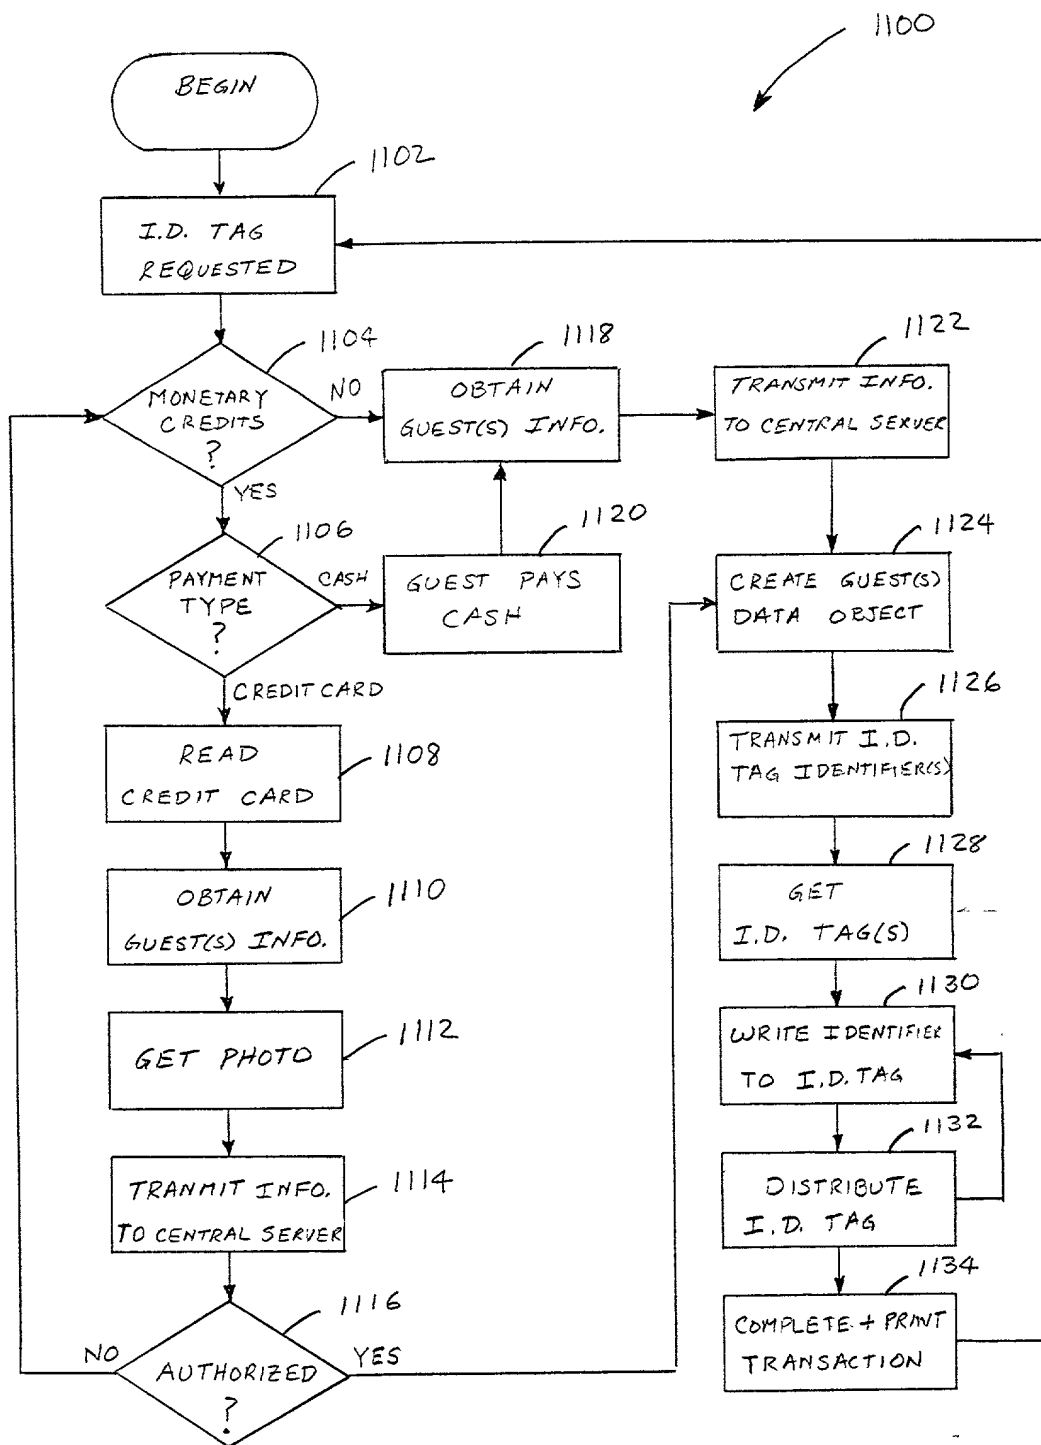 1100
BEGIN
1102
I.D. TAG
REQUESTED
1104
MONETARY
CREDITS
?
NO
YES
1118
OBTAIN
GUEST(S) INFO.
1122
TRANSMIT INFO.
TO CENTRAL SERVER
1106
PAYMENT
TYPE
?
CASH
CREDIT CARD
1120
GUEST PAYS
CASH
1124
CREATE GUEST(S)
DATA OBJECT
READ
CREDIT CARD
1108
1126
TRANSMIT I.D.
TAG IDENTIFIER(S)
OBTAIN
GUEST(S) INFO.
1110
1128
GET
I.D. TAG(S)
GET PHOTO
1112
1130
WRITE IDENTIFIER
TO I.D. TAG
TRANMIT INFO.
TO CENTRAL SERVER
1114
1132
DISTRIBUTE
I.D. TAG
1116
AUTHORIZED
?
NO
YES
1134
COMPLETE + PRINT
TRANSACTION